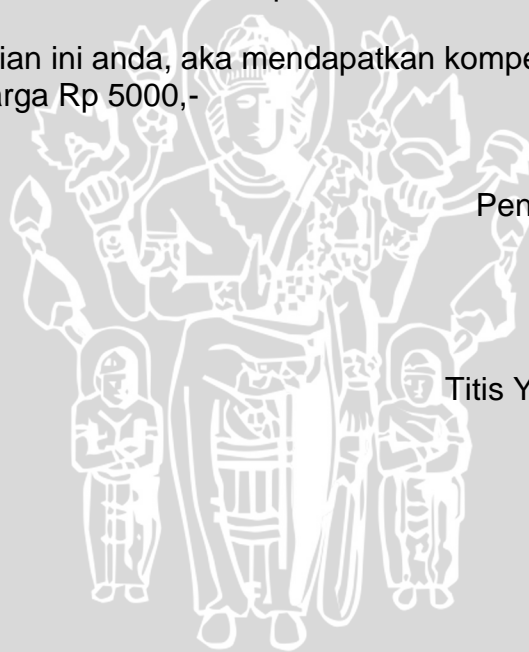 ian ini anda, aka mendapatkan kompe
arga Rp 5000,-
Pen
Titis Y